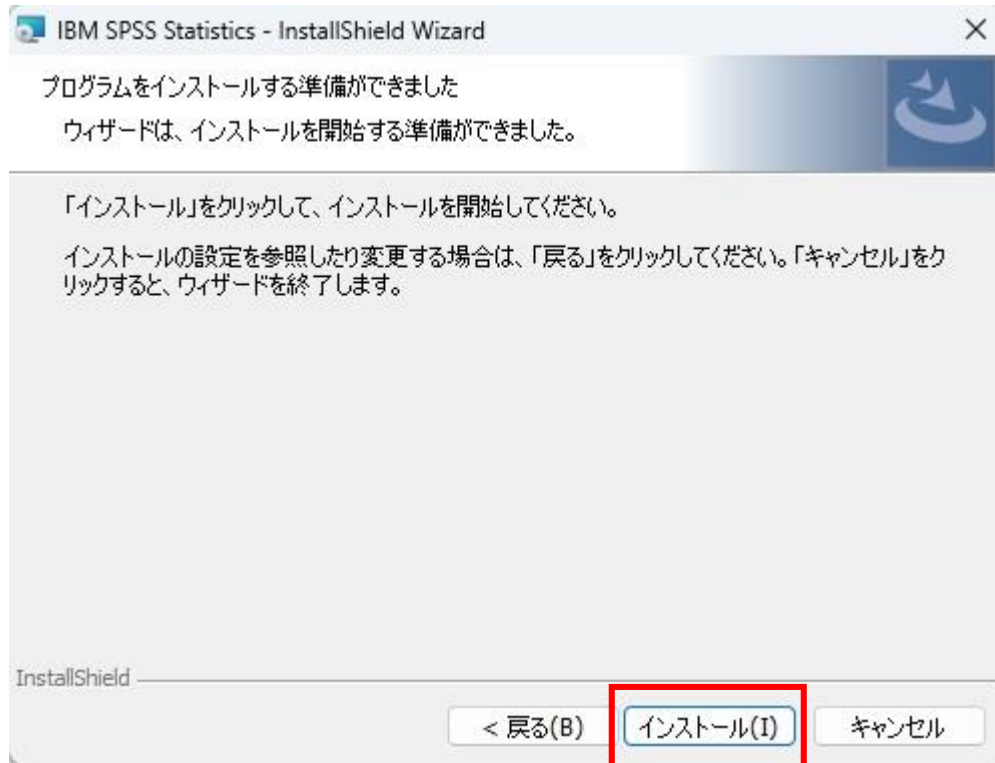 IBM SPSS Statistics - InstallShield Wizard
プログラムをインストールする準備ができました
ウィザードは、インストールを開始する準備ができました。
「インストール」をクリックして、インストールを開始してください。
インストールの設定を参照したり変更する場合は、「戻る」をクリックしてください。「キャンセル」をク
リックすると、ウィザードを終了します。
InstallShield
< 戻る(B)
インストール(I)
キャンセル